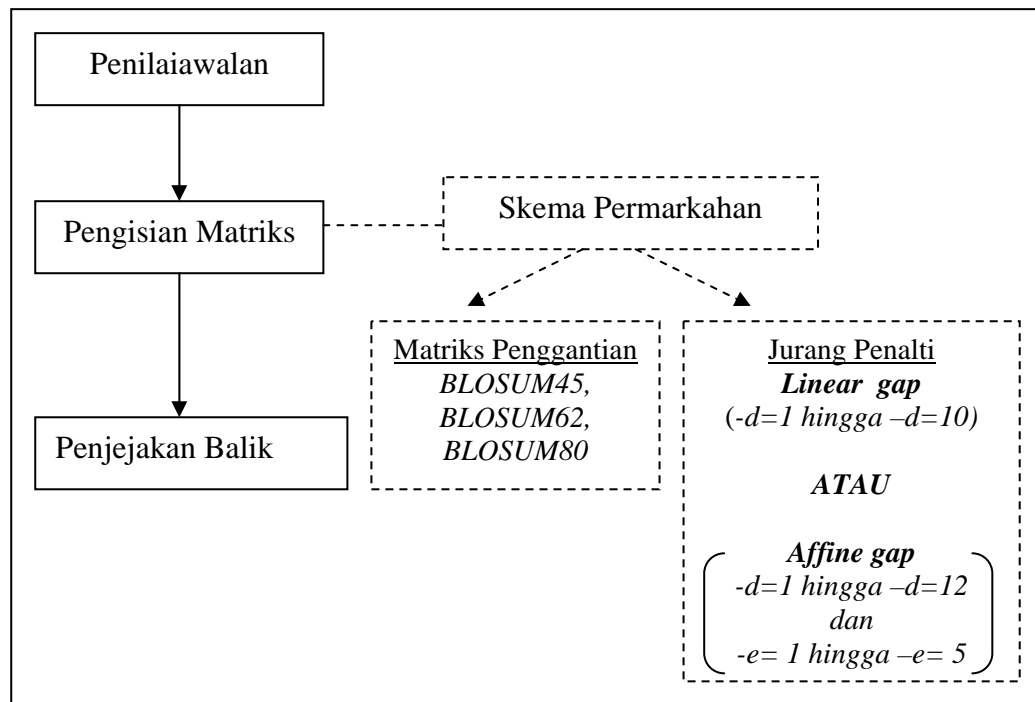 Penilaiawalan
Pengisian Matriks
Penjejakan Balik
Skema Permarkahan
Matriks Penggantian
BLOSUM45,
BLOSUM62,
BLOSUM80
Jurang Penalti
Linear gap
(-d=1 hingga –d=10)
ATAU
Affine gap
-d=1 hingga –d=12
dan
-e= 1 hingga –e= 5